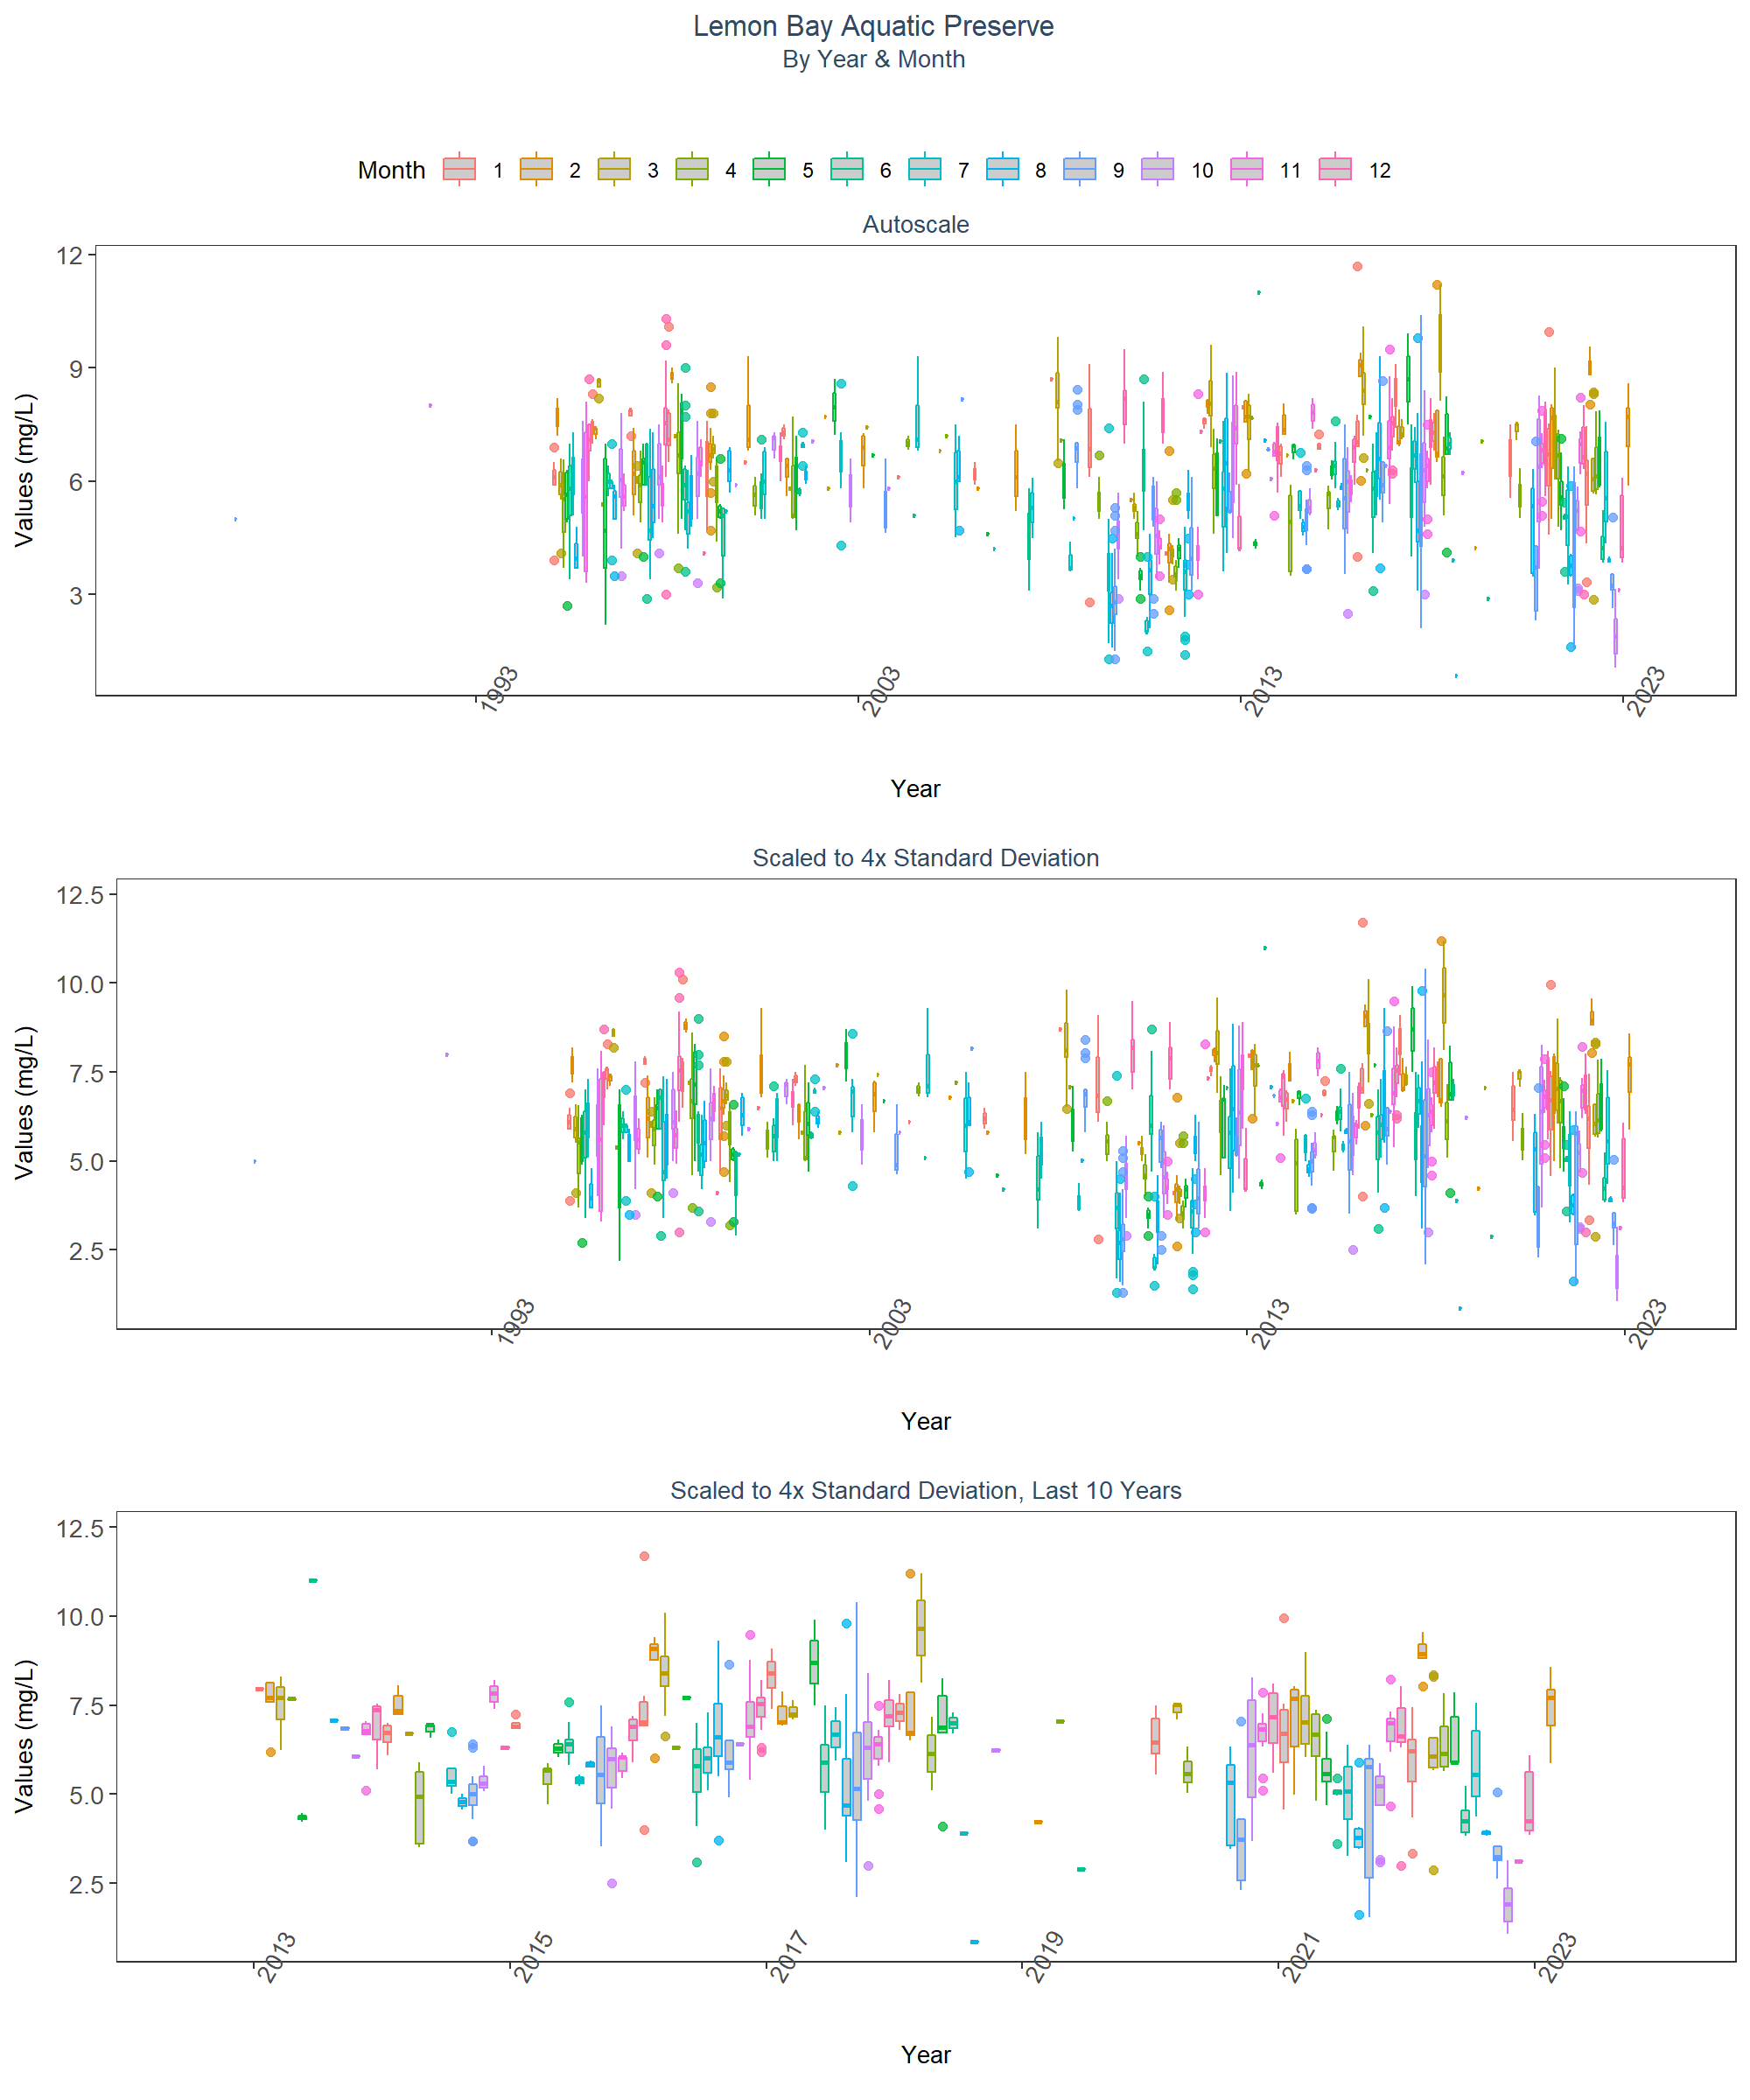 Lemon Bay Aquatic Preserve
By Year & Month
Month 1 2 3 4 5 6 7 8 9 10 11 12
Autoscale
12
9
6
3
Values (mg/L)
1993 2003 2013 2023
Year
Scaled to 4x Standard Deviation
12.5
10.0
7.5
5.0
2.5
Values (mg/L)
1993 2003 2013 2023
Year
Scaled to 4x Standard Deviation, Last 10 Years
12.5
10.0
7.5
5.0
2.5
Values (mg/L)
2013 2015 2017 2019 2021 2023
Year